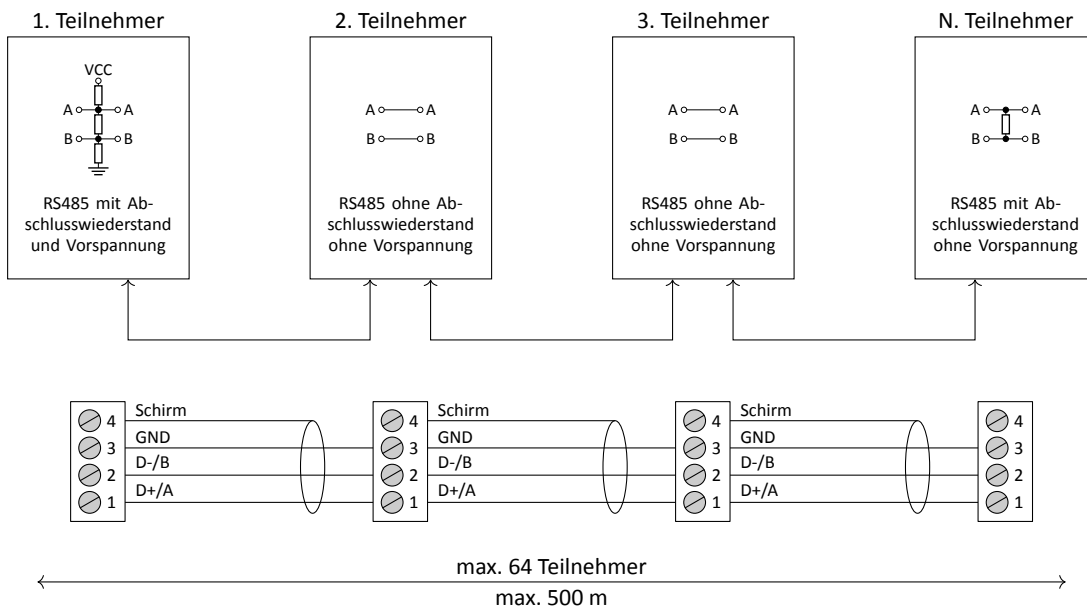 1. Teilnehmer
2. Teilnehmer
3. Teilnehmer
N. Teilnehmer
VCC
A A
B B
RS485 mit Ab-
schlusswiederstand
und Vorspannung
A A
B B
RS485 ohne Ab-
schlusswiederstand
ohne Vorspannung
A A
B B
RS485 ohne Ab-
schlusswiederstand
ohne Vorspannung
A A
B B
RS485 mit Ab-
schlusswiederstand
ohne Vorspannung
4 Schirm
3 GND
2 D-/B
1 D+/A
4 Schirm
3 GND
2 D-/B
1 D+/A
4 Schirm
3 GND
2 D-/B
1 D+/A
4
3
2
1
max. 64 Teilnehmer
max. 500 m